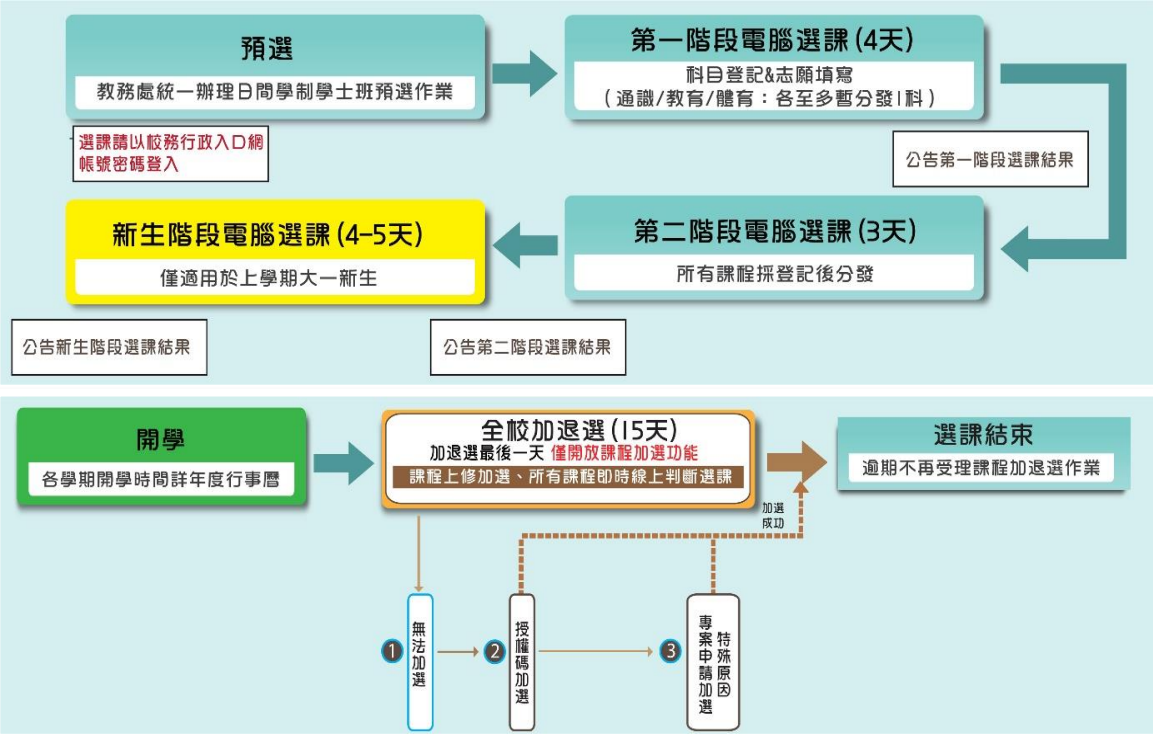 預選
教務處統一辦理日間學制學士班預選作業
第一階段電腦選課(4天)
科目登記&志願填寫
(通識/教育/體育：各至多暫分發1科)
選課請以校務行政入口網
帳號密碼登入
公告第一階段選課結果
新生階段電腦選課(4-5天)
僅適用於上學期大一新生
第二階段電腦選課(3天)
所有課程採登記後分發
公告新生階段選課結果
公告第二階段選課結果
開學
各學期開學時間詳年度行事曆
全校加退選(15天)
加退選最後一天 僅開放課程加選功能
課程上修加選、所有課程即時線上判斷選課
選課結束
逾期不再受理課程加退選作業
加選
成功
1
無法加選
2
授權碼加選
3
特殊原因
專案申請加選